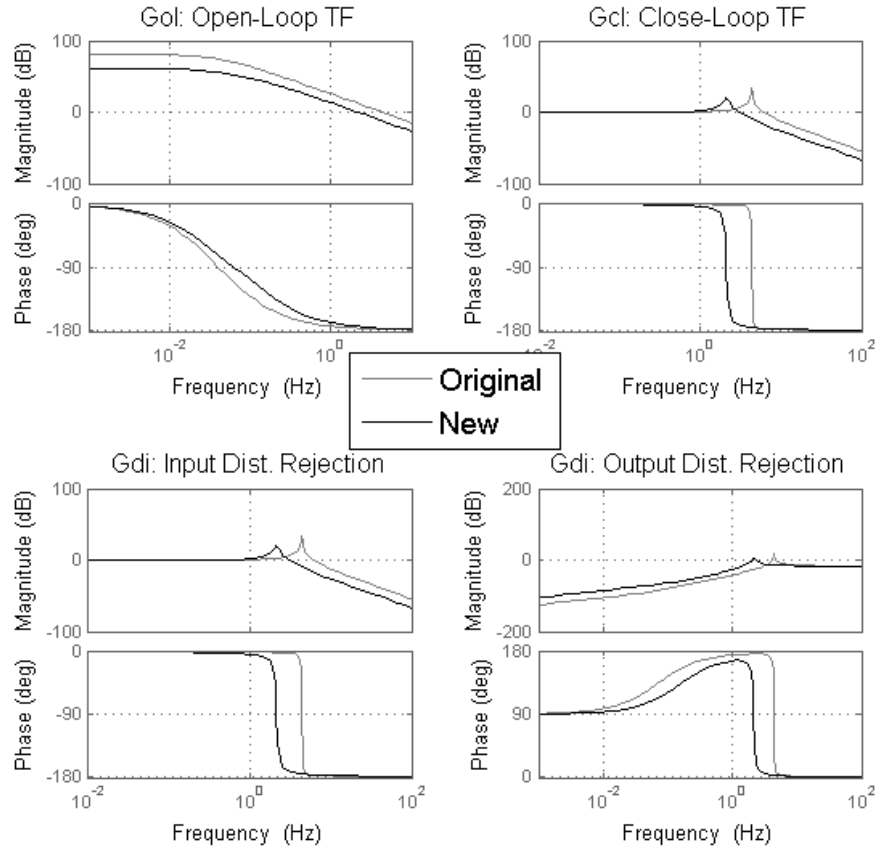 Gol: Open-Loop TF
Magnitude (dB)
100
0
-100
Phase (deg)
0
-90
-180
10^-2
10^0
Frequency (Hz)
Gcl: Close-Loop TF
Magnitude (dB)
100
0
-100
Phase (deg)
0
-90
-180
10^-2
10^0
10^2
Frequency (Hz)
Original
New
Gdi: Input Dist. Rejection
Magnitude (dB)
100
0
-100
Phase (deg)
0
-90
-180
10^-2
10^0
10^2
Frequency (Hz)
Gdi: Output Dist. Rejection
Magnitude (dB)
200
0
-200
Phase (deg)
180
90
0
10^-2
10^0
10^2
Frequency (Hz)